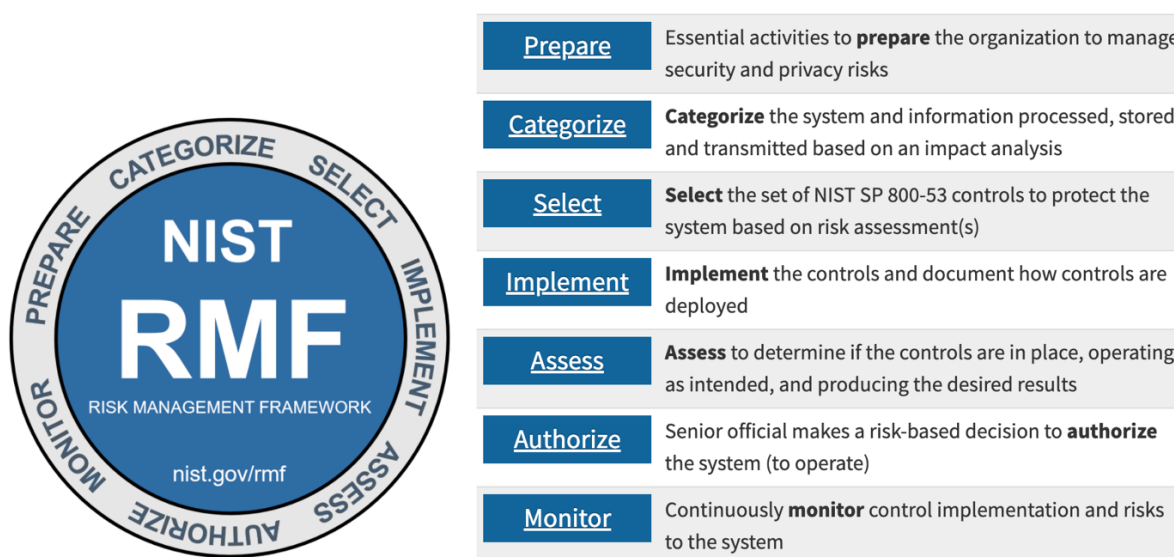 PREPARE CATEGORIZE SELECT IMPLEMENT ASSESS AUTHORIZE MONITOR
NIST
RMF
RISK MANAGEMENT FRAMEWORK
nist.gov/rmf
Prepare
Essential activities to prepare the organization to manage
security and privacy risks
Categorize
Categorize the system and information processed, stored
and transmitted based on an impact analysis
Select
Select the set of NIST SP 800-53 controls to protect the
system based on risk assessment(s)
Implement
Implement the controls and document how controls are
deployed
Assess
Assess to determine if the controls are in place, operating
as intended, and producing the desired results
Authorize
Senior official makes a risk-based decision to authorize
the system (to operate)
Monitor
Continuously monitor control implementation and risks
to the system